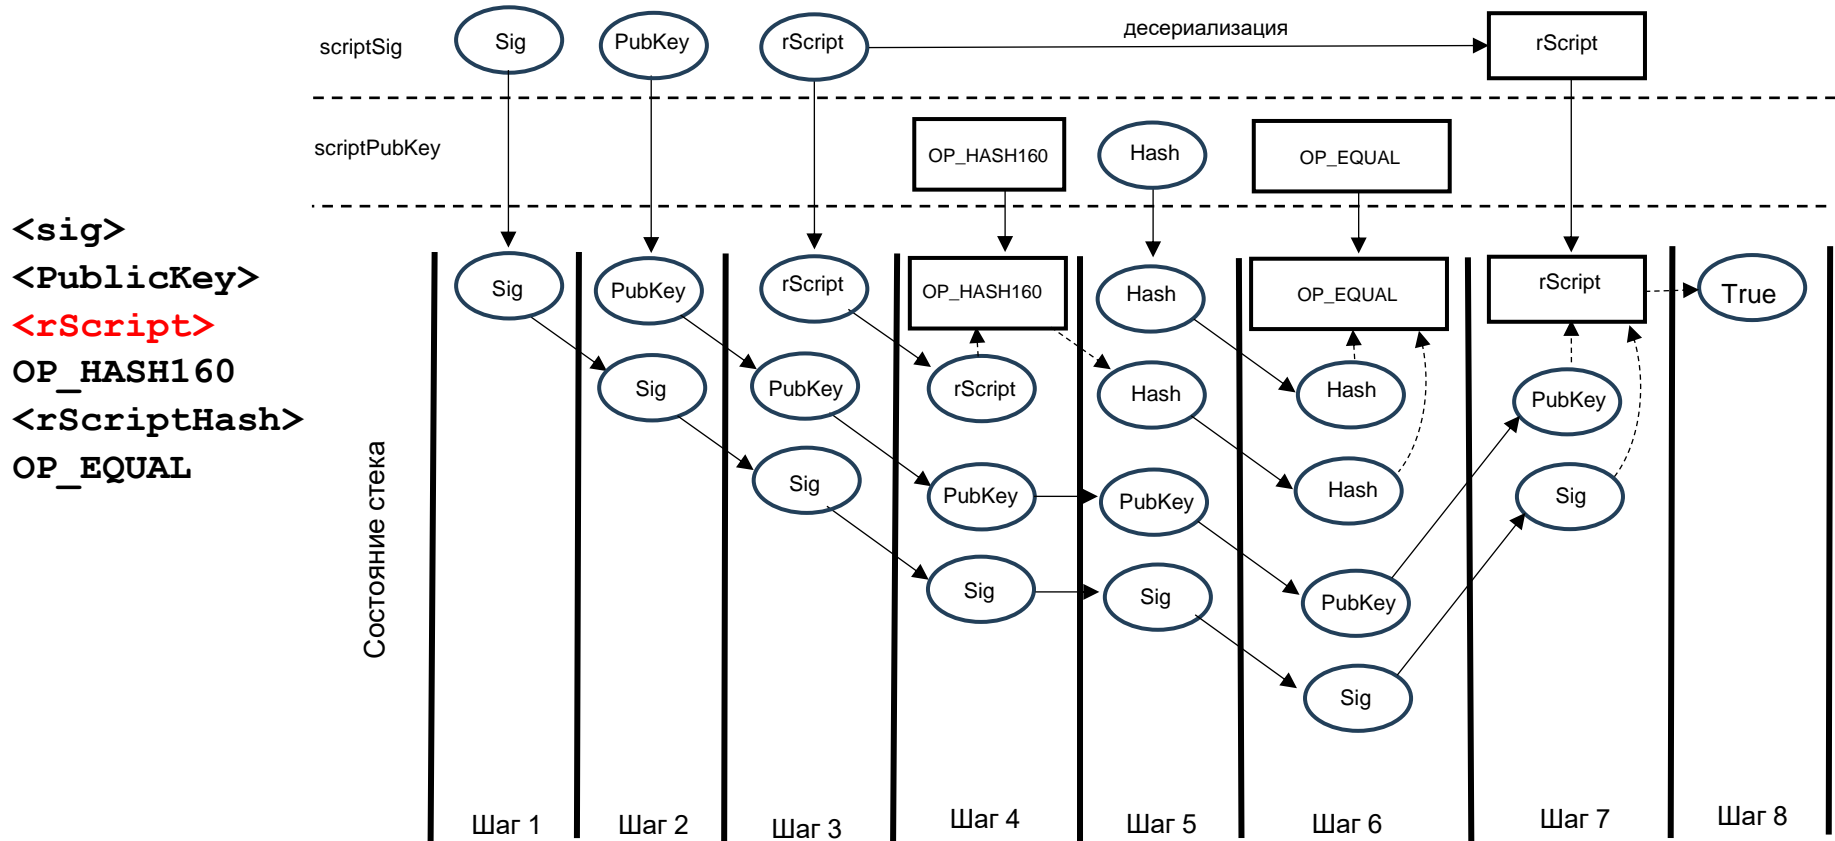 scriptSig
Sig
PubKey
rScript
десериализация
rScript
scriptPubKey
OP_HASH160
Hash
OP_EQUAL
<sig>
<PublicKey>
<rScript>
OP_HASH160
<rScriptHash>
OP_EQUAL
Состояние стека
Sig
PubKey
rScript
OP_HASH160
Hash
OP_EQUAL
rScript
True
Sig
PubKey
rScript
Hash
Hash
PubKey
Sig
PubKey
PubKey
Hash
Sig
Sig
Sig
PubKey
Sig
Шаг 1
Шаг 2
Шаг 3
Шаг 4
Шаг 5
Шаг 6
Шаг 7
Шаг 8